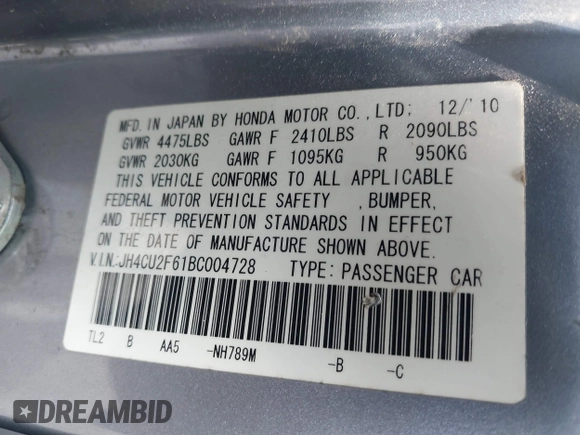 MFD. IN JAPAN BY HONDA MOTOR CO., LTD; 12/'10
GVWR 4475LBS GAWR F 2410LBS R 2090LBS
GVWR 2030KG GAWR F 1095KG R 950KG
THIS VEHICLE CONFORMS TO ALL APPLICABLE
FEDERAL MOTOR VEHICLE SAFETY , BUMPER,
AND THEFT PREVENTION STANDARDS IN EFFECT
ON THE DATE OF MANUFACTURE SHOWN ABOVE.
V.I.N.:JH4CU2F61BC004728 TYPE: PASSENGER CAR
TL2 B AA5 -NH789M -B -C
DREAMBID